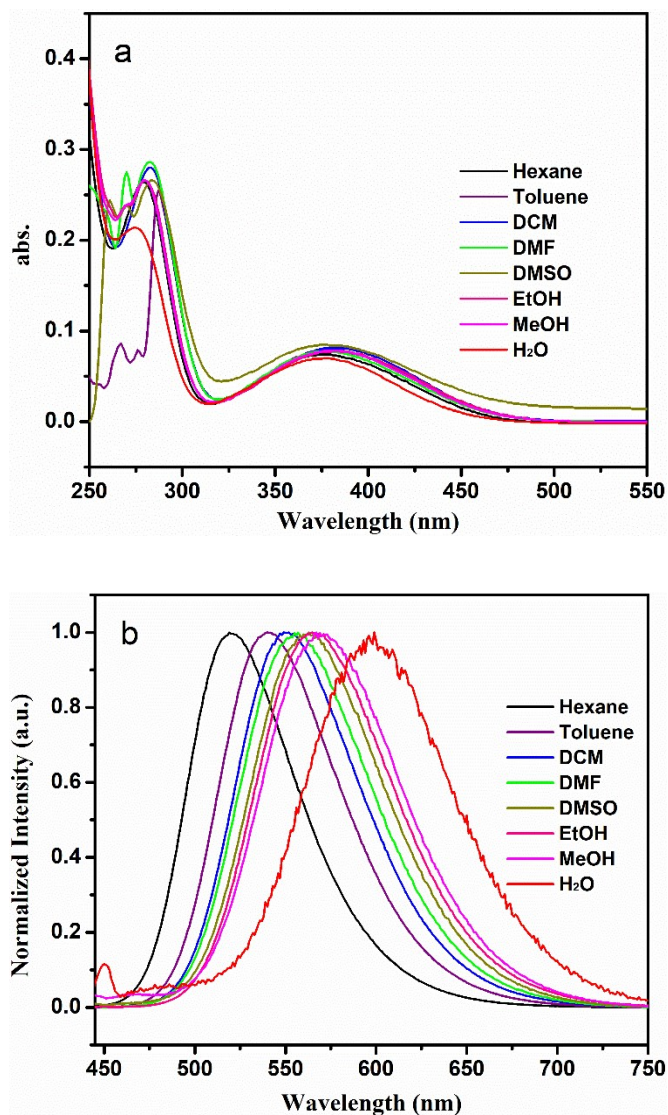 a
abs.
0.4
0.3
0.2
0.1
0.0
Hexane
Toluene
DCM
DMF
DMSO
EtOH
MeOH
H₂O
250 300 350 400 450 500 550
Wavelength (nm)
b
Normalized Intensity (a.u.)
1.0
0.8
0.6
0.4
0.2
0.0
Hexane
Toluene
DCM
DMF
DMSO
EtOH
MeOH
H₂O
450 500 550 600 650 700 750
Wavelength (nm)